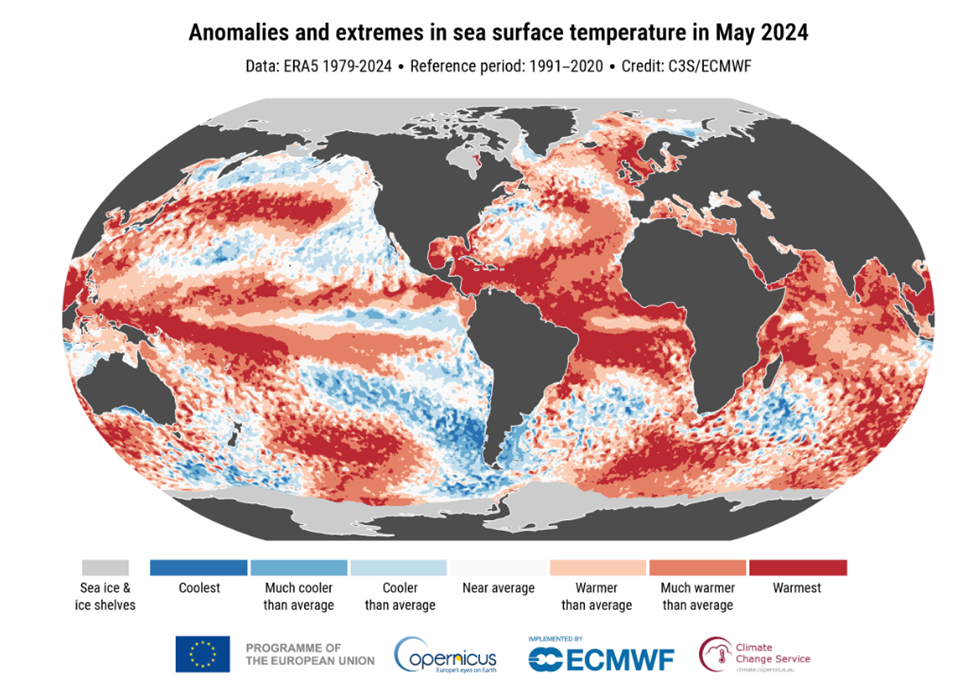 Anomalies and extremes in sea surface temperature in May 2024
Data: ERA5 1979-2024 • Reference period: 1991–2020 • Credit: C3S/ECMWF
Sea ice &
ice shelves
Coolest
Much cooler
than average
Cooler
than average
Near average
Warmer
than average
Much warmer
than average
Warmest
PROGRAMME OF
THE EUROPEAN UNION
opernicus
Europe's eyes on Earth
IMPLEMENTED BY
ECMWF
Climate
Change Service
climate.copernicus.eu